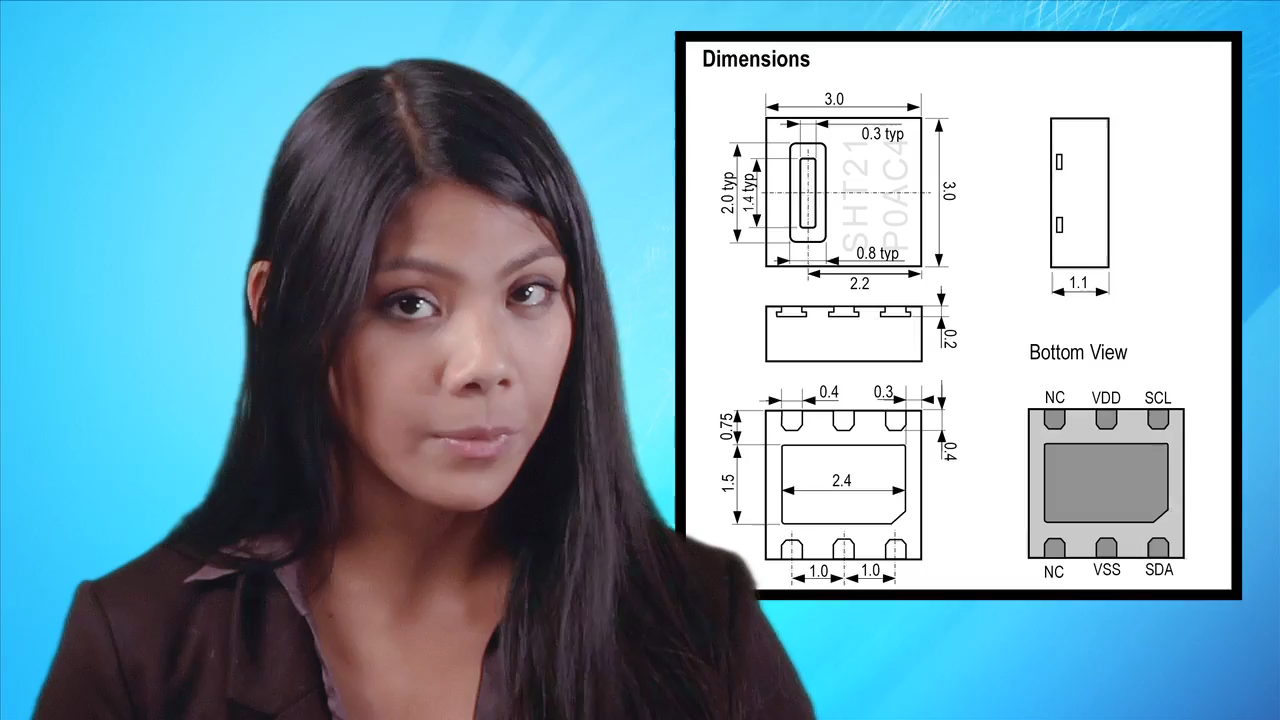 Dimensions
3.0
0.3 typ
2.0 typ
1.4 typ
SHT21
P0AC4
3.0
0.8 typ
2.2
1.1
0.2
Bottom View
0.4
0.3
0.75
0.4
1.5
2.4
1.0
1.0
NC
VDD
SCL
NC
VSS
SDA